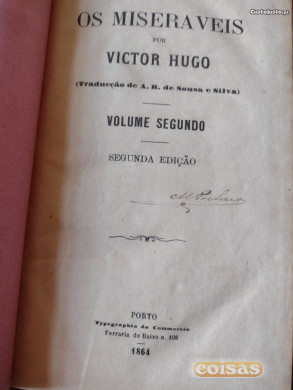 OS MISERAVEIS
POR
VICTOR HUGO
(Traducção de A. R. de Sousa e Silva)
VOLUME SEGUNDO
SEGUNDA EDIÇÃO
PORTO
Typographia do Commercio
Ferraria de Baixo n. 108
1864
coisas